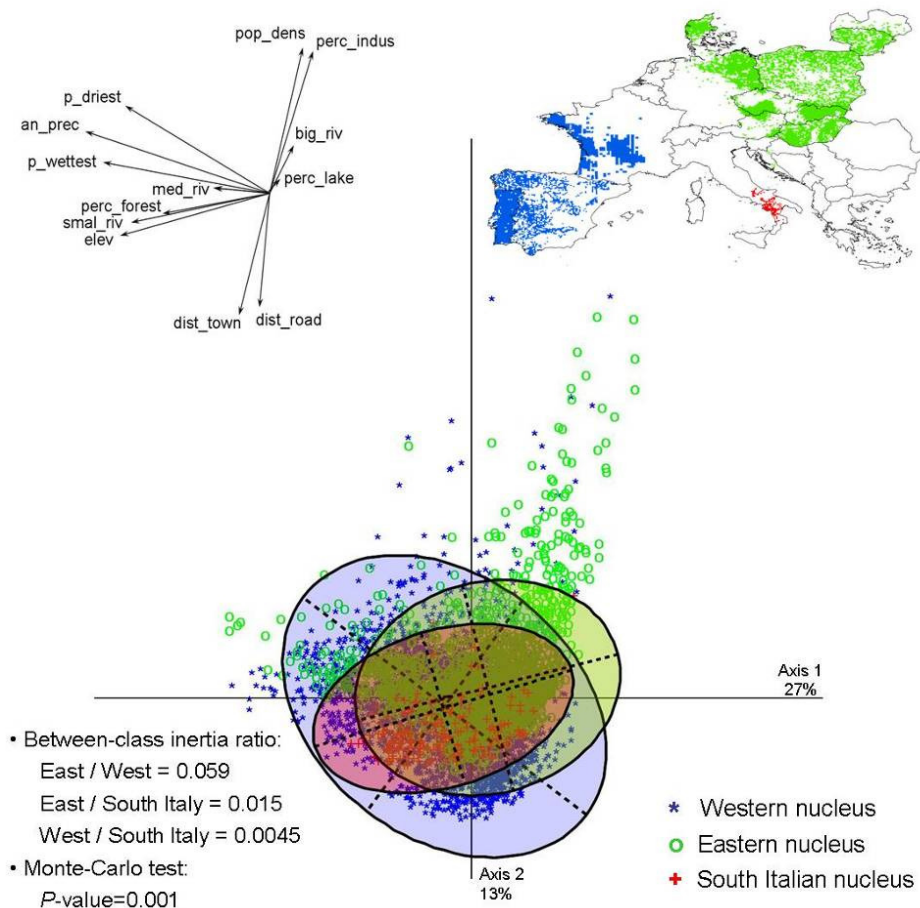 pop_dens
perc_indus
p_driest
an_prec
big_riv
p_wettest
med_riv
perc_lake
perc_forest
smal_riv
elev
dist_town
dist_road
Axis 1
27%
• Between-class inertia ratio:
East / West = 0.059
East / South Italy = 0.015
West / South Italy = 0.0045
• Monte-Carlo test:
P-value=0.001
Axis 2
13%
* Western nucleus
o Eastern nucleus
+ South Italian nucleus